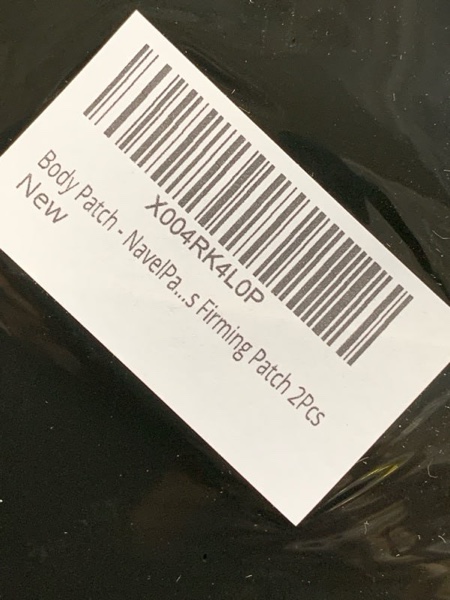 X004RK4L0P
Body Patch - NavelPa...s Firming Patch 2Pcs
New